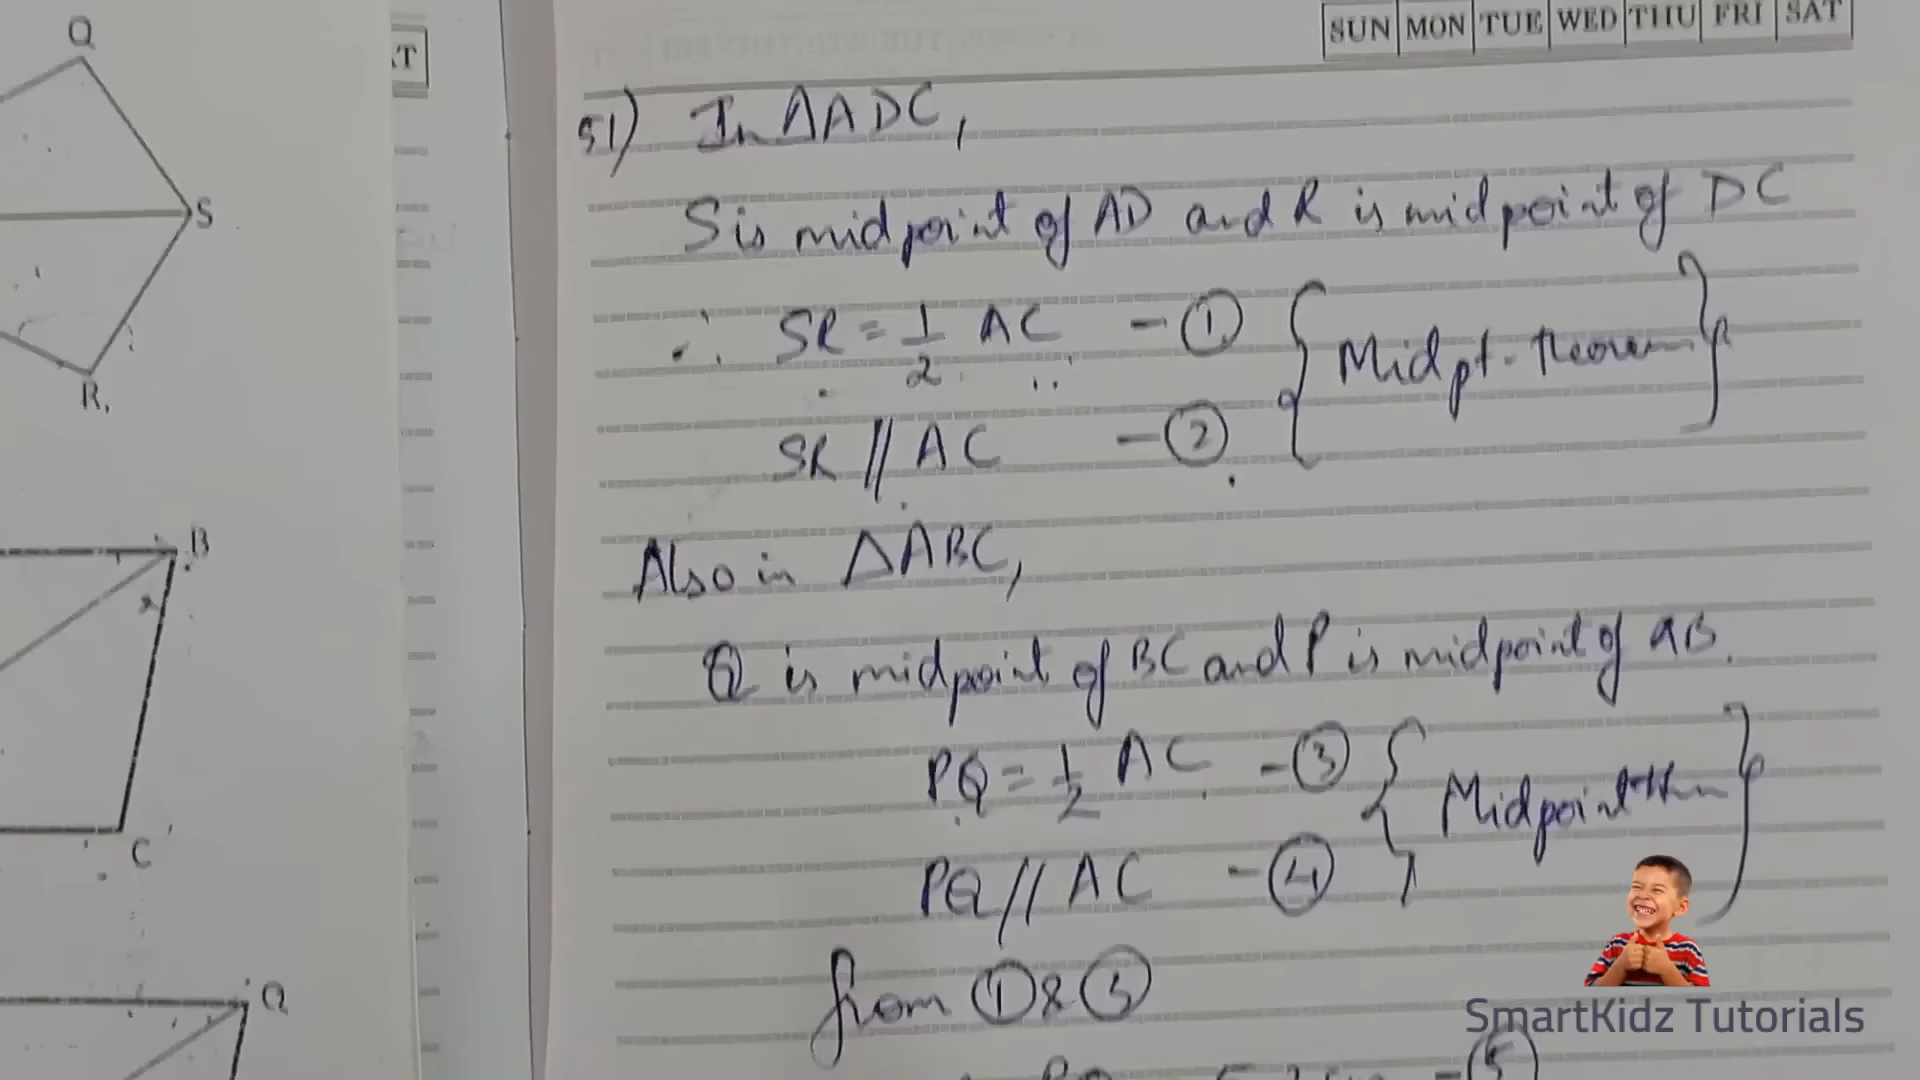 Q
S
R
B
C
Q
T
SUN MON TUE WED THU FRI SAT
51) In ΔADC,
S is midpoint of AD and R is midpoint of DC
∴ SR = 1/2 AC - ①
{Midpt. theorem}
SR // AC - ②
Also in ΔABC,
Q is midpoint of BC and P is midpoint of AB.
PQ = 1/2 AC - ③
{Midpoint thm}
PQ // AC - ④
from ① & ③
- ⑤
SmartKidz Tutorials